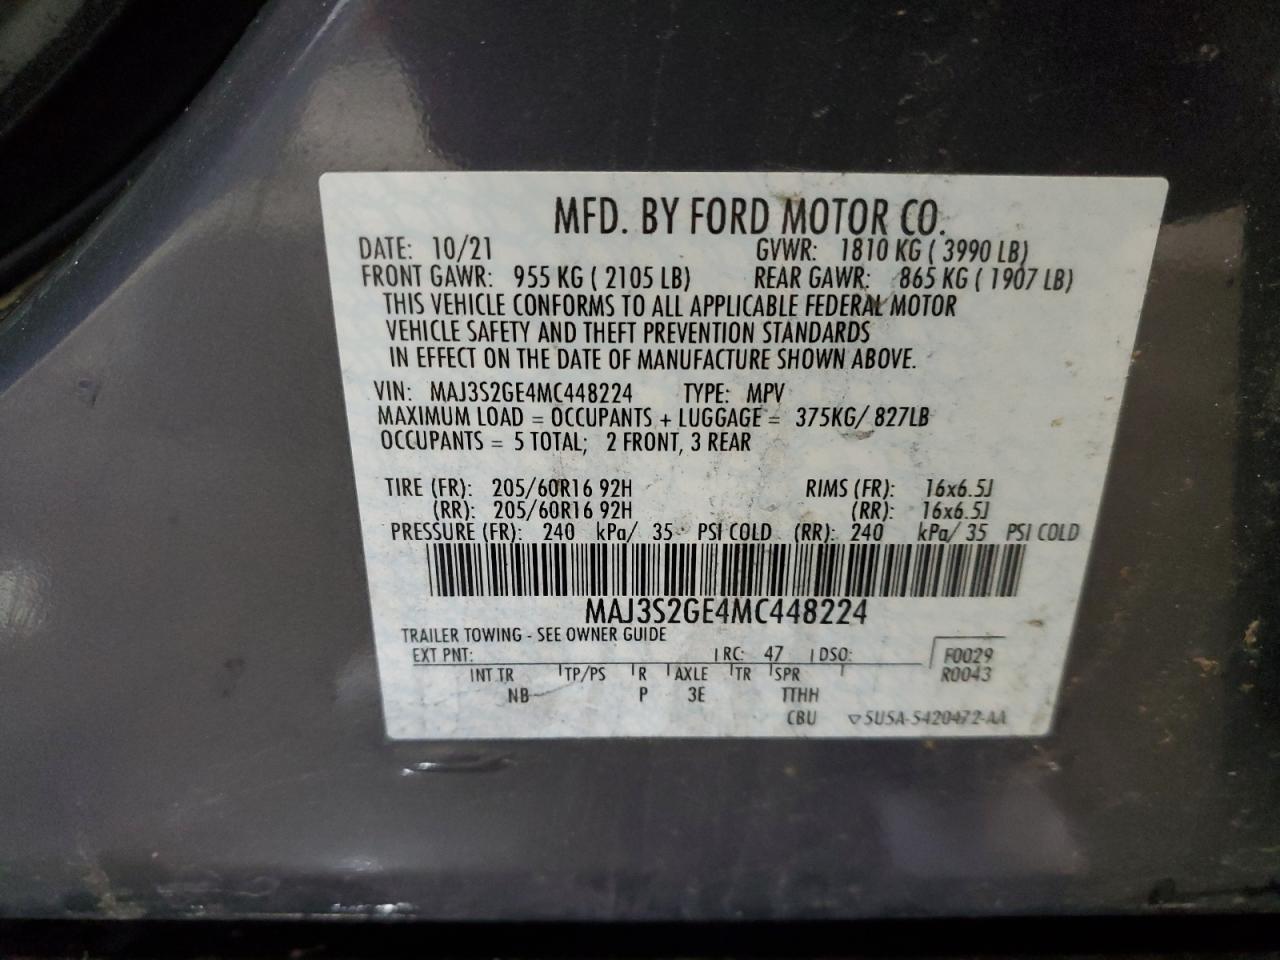 MFD. BY FORD MOTOR CO.
DATE: 10/21 GVWR: 1810 KG ( 3990 LB)
FRONT GAWR: 955 KG ( 2105 LB) REAR GAWR: 865 KG ( 1907 LB)
THIS VEHICLE CONFORMS TO ALL APPLICABLE FEDERAL MOTOR
VEHICLE SAFETY AND THEFT PREVENTION STANDARDS
IN EFFECT ON THE DATE OF MANUFACTURE SHOWN ABOVE.
VIN: MAJ3S2GE4MC448224 TYPE: MPV
MAXIMUM LOAD = OCCUPANTS + LUGGAGE = 375KG/ 827LB
OCCUPANTS = 5 TOTAL; 2 FRONT, 3 REAR
TIRE (FR): 205/60R16 92H RIMS (FR): 16x6.5J
(RR): 205/60R16 92H (RR): 16x6.5J
PRESSURE (FR): 240 kPa/ 35 PSI COLD (RR): 240 kPa/ 35 PSI COLD
MAJ3S2GE4MC448224
TRAILER TOWING - SEE OWNER GUIDE
EXT PNT: RC: 47 DSO: F0029
INT TR TP/PS R AXLE TR SPR R0043
NB P 3E TTHH
CBU ▽5U5A-5420472-AA